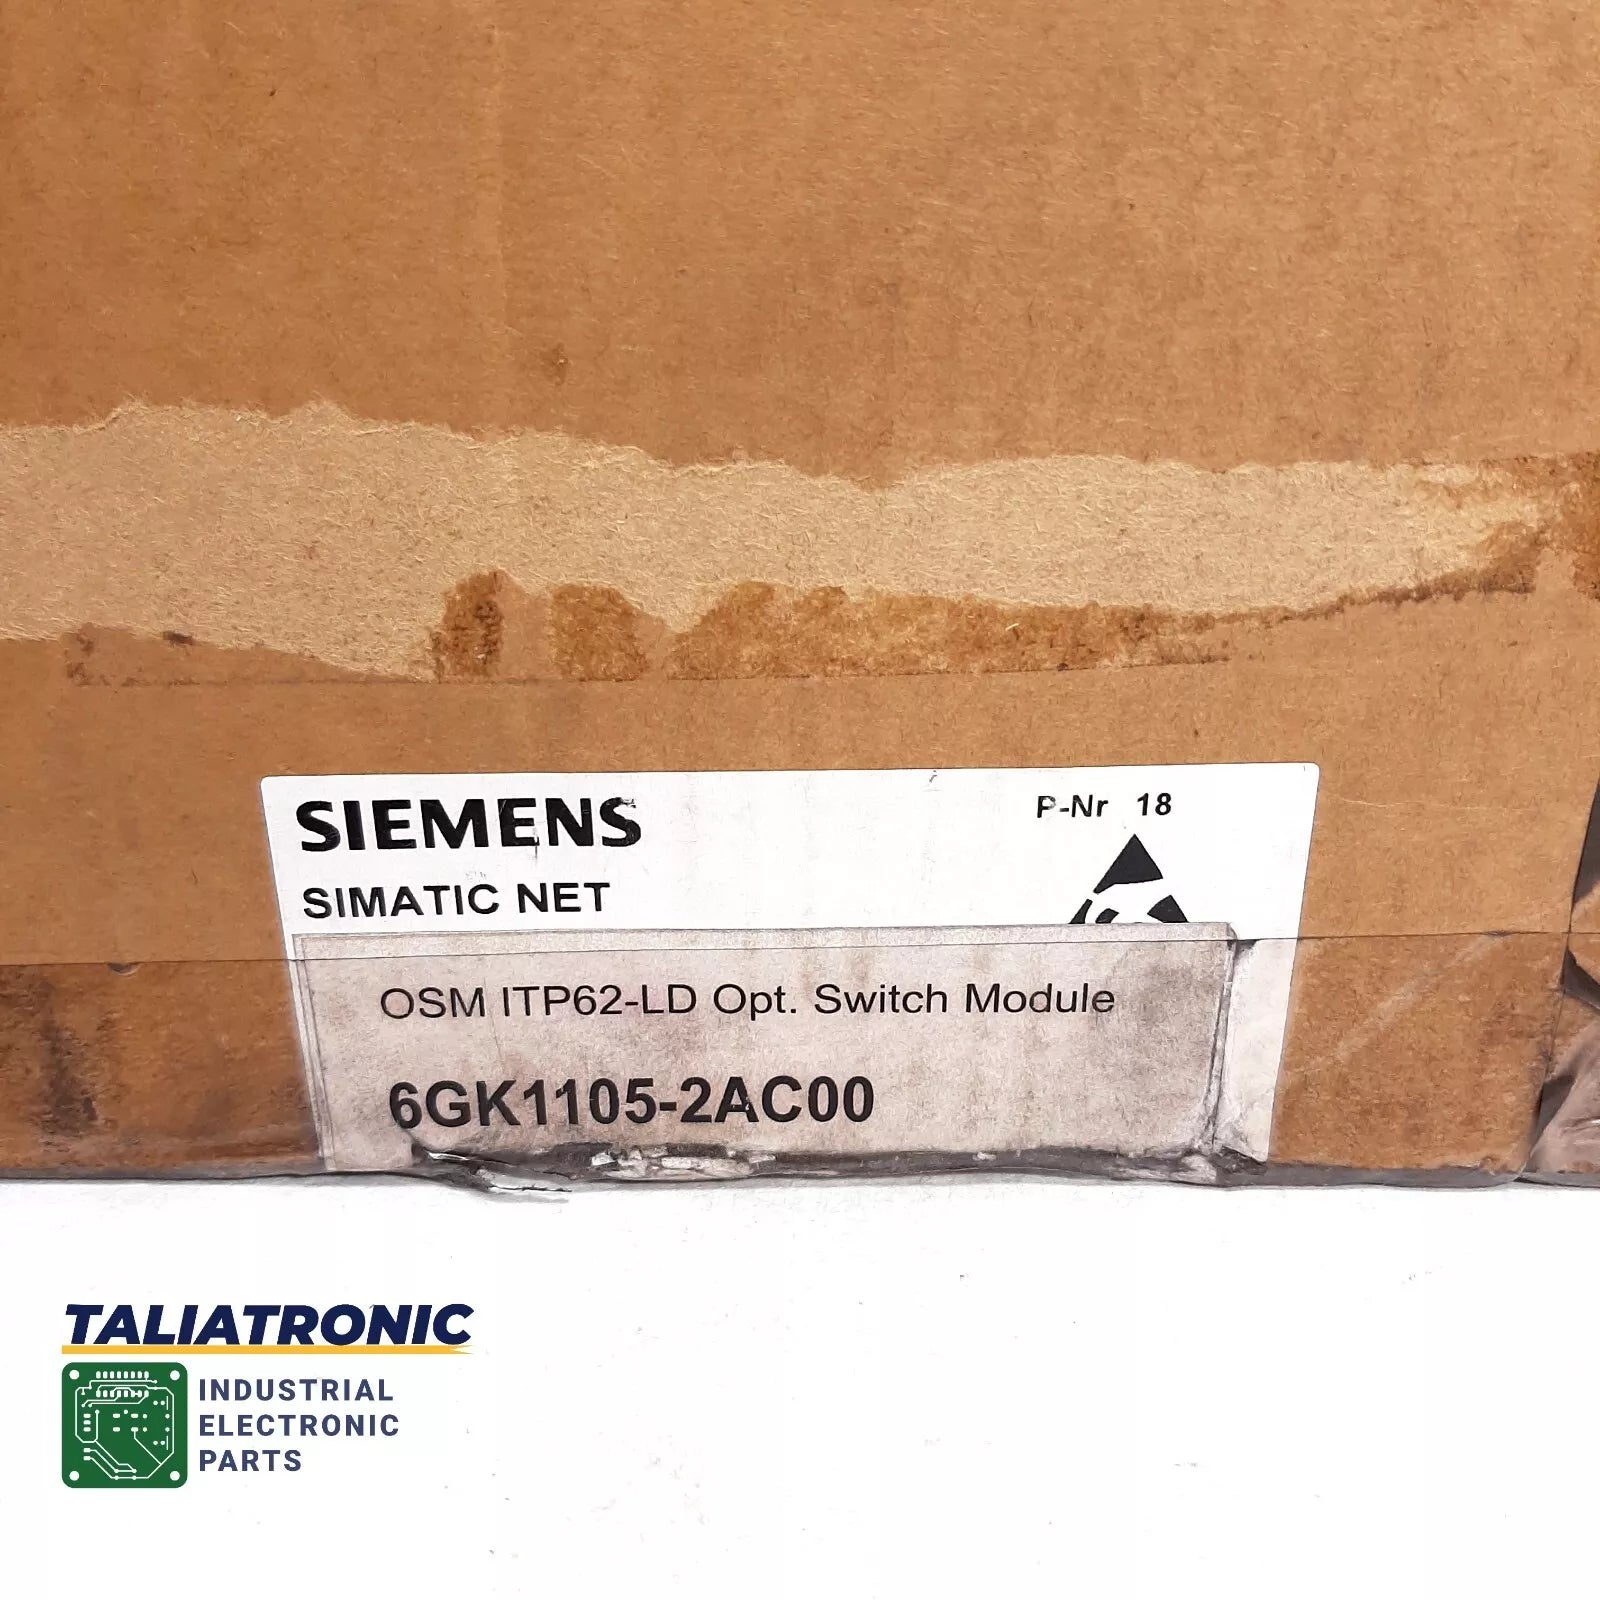 SIEMENS
P-Nr 18
SIMATIC NET
OSM ITP62-LD Opt. Switch Module
6GK1105-2AC00
TALIATRONIC
INDUSTRIAL
ELECTRONIC
PARTS